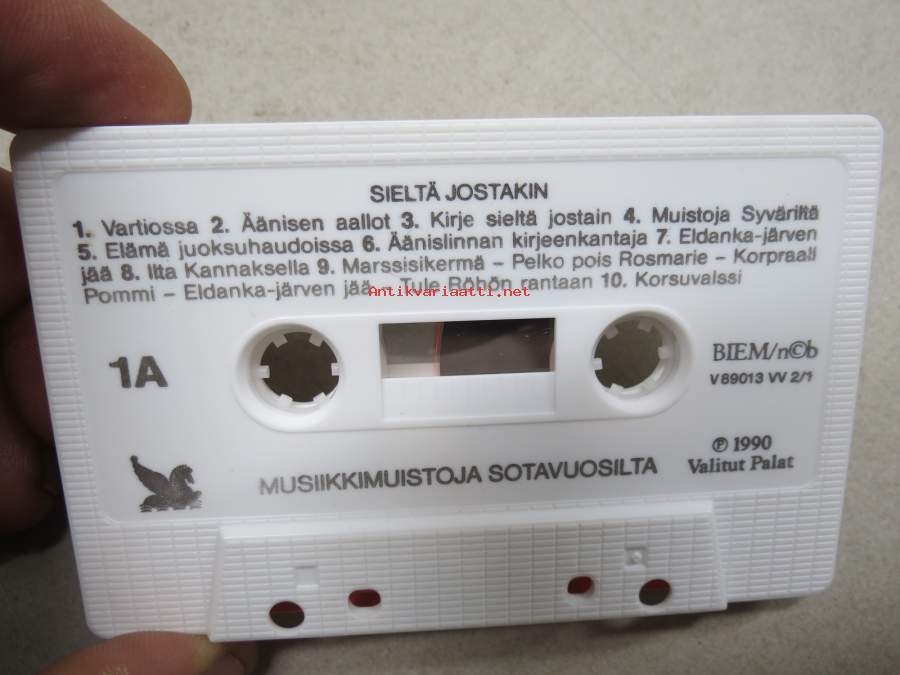 SIELTÄ JOSTAKIN
1. Vartiossa 2. Äänisen aallot 3. Kirje sieltä jostain 4. Muistoja Syväriltä
5. Elämä juoksuhaudoissa 6. Äänislinnan kirjeenkantaja 7. Eldanka-järven
jää 8. Ilta Kannaksella 9. Marssisikermä – Pelko pois Rosmarie – Korpraali
Pommi – Eldanka-järven jää – Tule Röhön rantaan 10. Korsuvalssi
Antikvariaatti.net
1A
BIEM/n©b
V 89013 VV 2/1
℗ 1990
Valitut Palat
MUSIIKKIMUISTOJA SOTAVUOSILTA